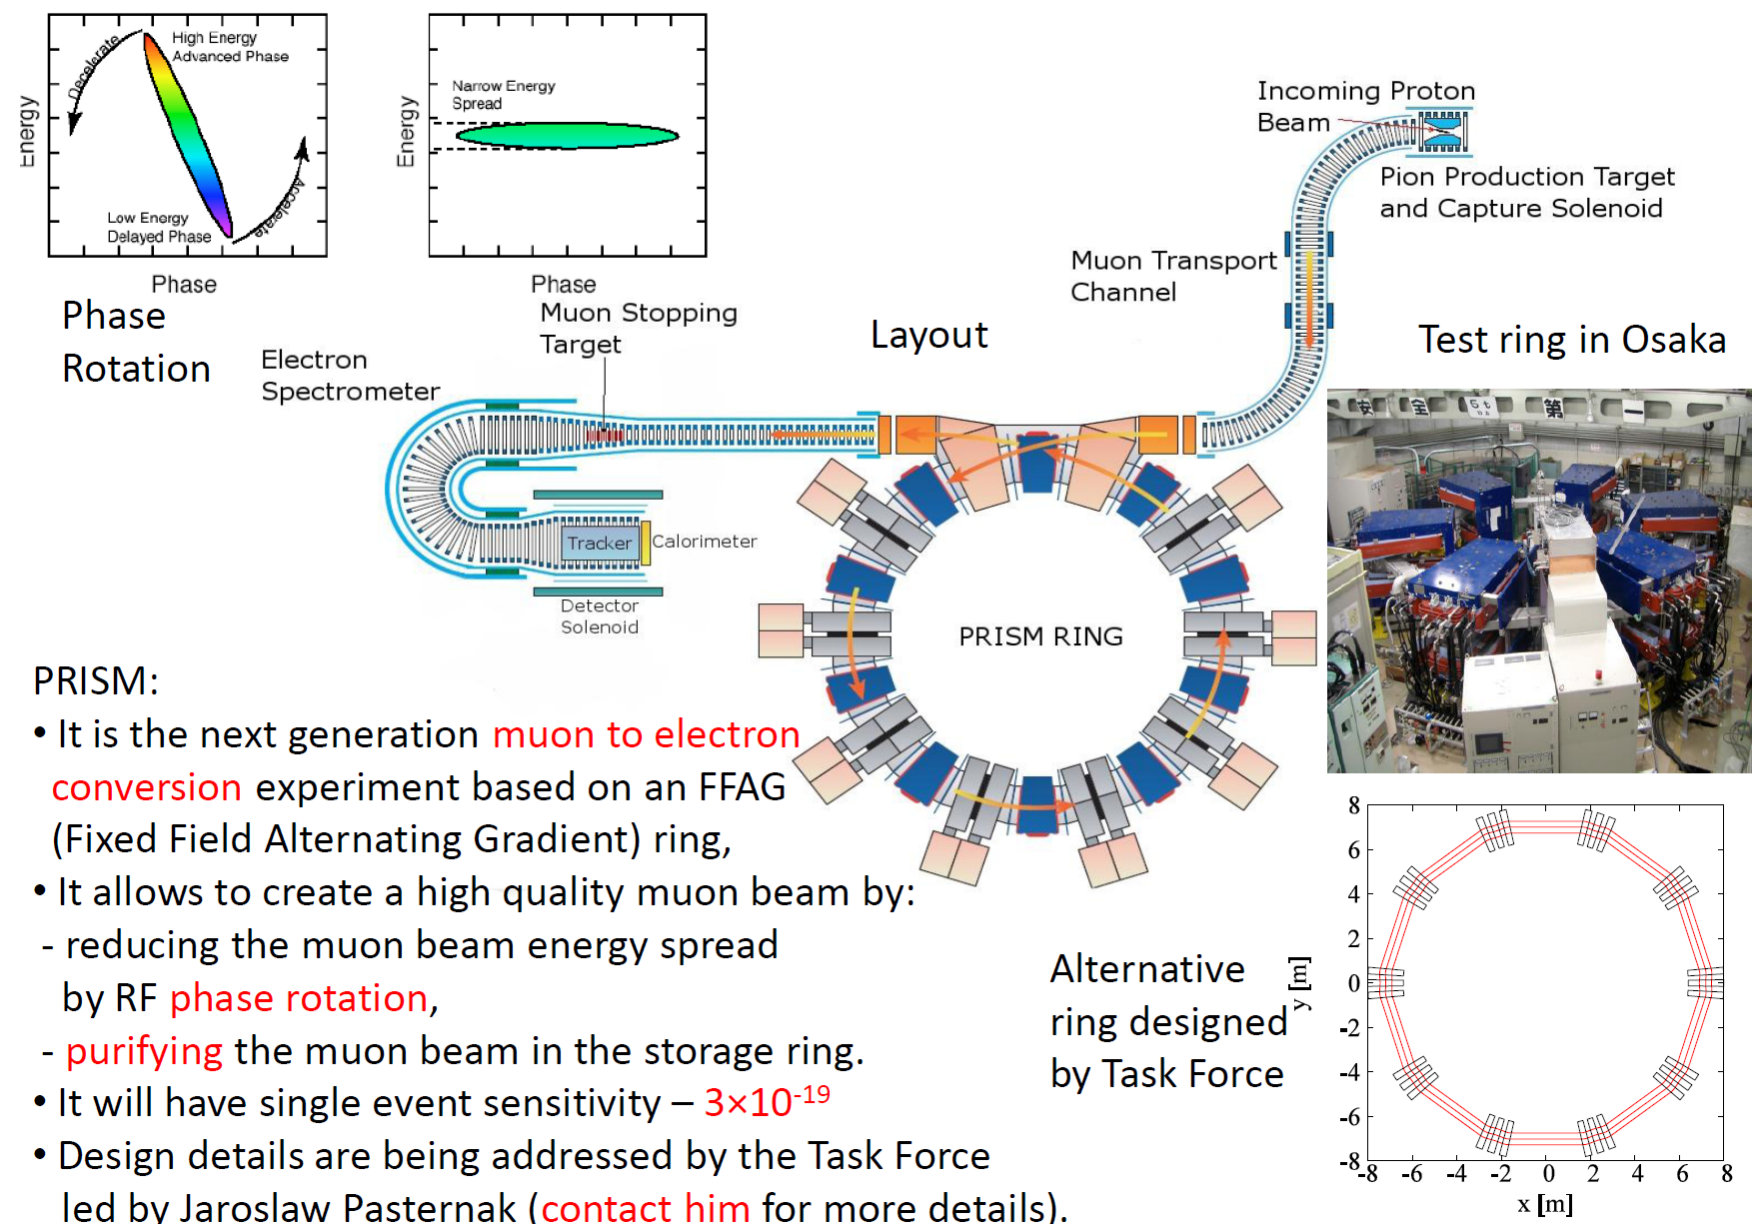 Energy
Decelerate
High Energy
Advanced Phase
Low Energy
Delayed Phase
Accelerate
Phase
Energy
Narrow Energy
Spread
Phase
Phase
Rotation
Incoming Proton
Beam
Pion Production Target
and Capture Solenoid
Muon Transport
Channel
Layout
Test ring in Osaka
Muon Stopping
Target
Electron
Spectrometer
Tracker
Calorimeter
Detector
Solenoid
PRISM RING
安 全 第 一
PRISM:
• It is the next generation muon to electron
conversion experiment based on an FFAG
(Fixed Field Alternating Gradient) ring,
• It allows to create a high quality muon beam by:
- reducing the muon beam energy spread
by RF phase rotation,
- purifying the muon beam in the storage ring.
• It will have single event sensitivity – 3×10⁻¹⁹
• Design details are being addressed by the Task Force
led by Jaroslaw Pasternak (contact him for more details).
Alternative
ring designed
by Task Force
y [m]
8
6
4
2
0
-2
-4
-6
-8
-8 -6 -4 -2 0 2 4 6 8
x [m]